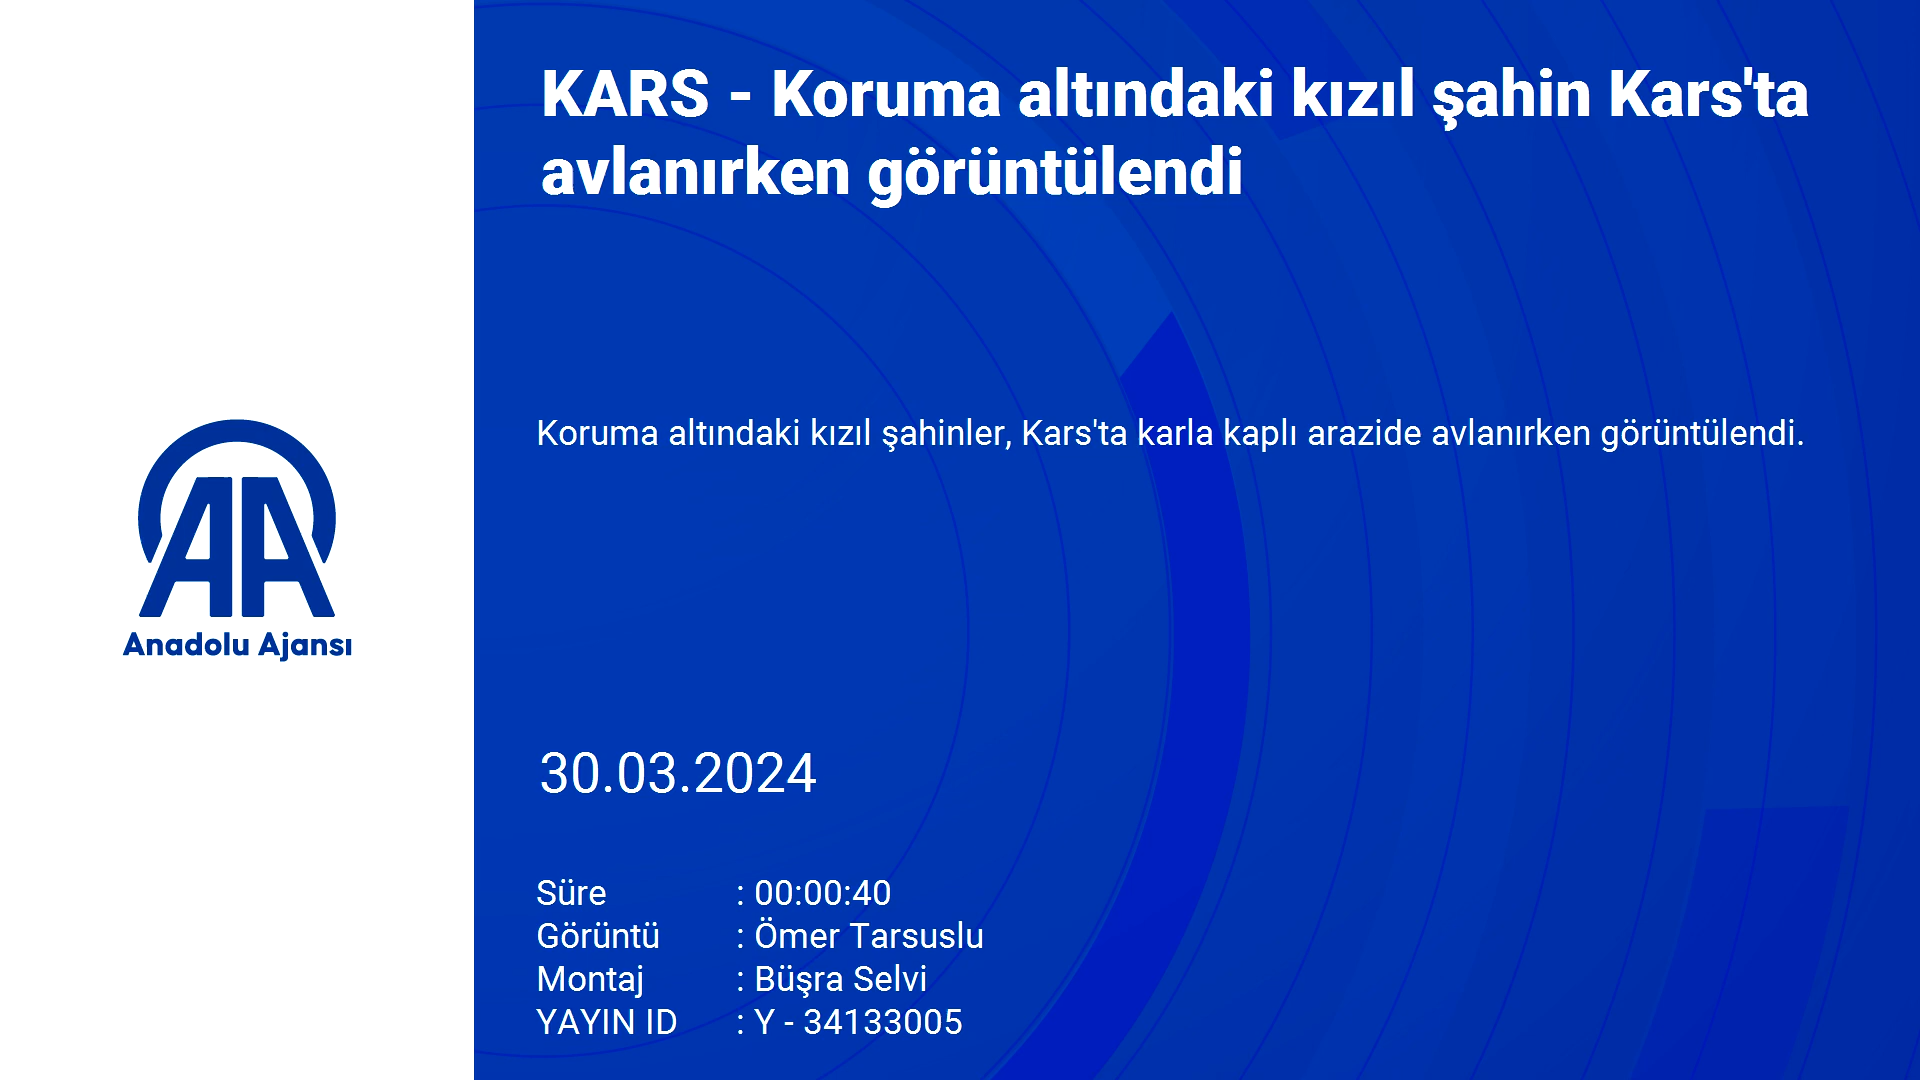 KARS - Koruma altındaki kızıl şahin Kars'ta
avlanırken görüntülendi
Koruma altındaki kızıl şahinler, Kars'ta karla kaplı arazide avlanırken görüntülendi.
AA
Anadolu Ajansı
30.03.2024
Süre : 00:00:40
Görüntü : Ömer Tarsuslu
Montaj : Büşra Selvi
YAYIN ID : Y - 34133005